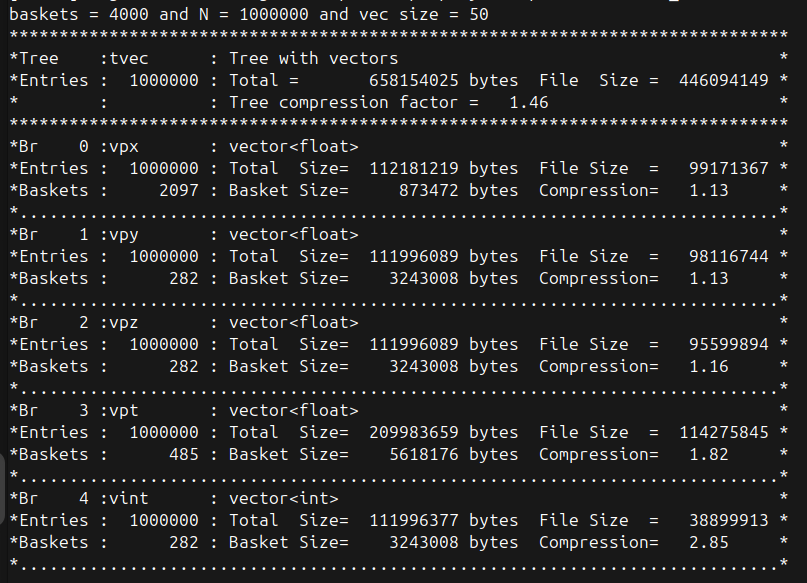 baskets = 4000 and N = 1000000 and vec size = 50
******************************************************************************
*Tree    :tvec      : Tree with vectors                                      *
*Entries :  1000000 : Total =       658154025 bytes  File  Size =  446094149 *
*        :          : Tree compression factor =   1.46                       *
******************************************************************************
*Br    0 :vpx       : vector<float>                                          *
*Entries :  1000000 : Total  Size=  112181219 bytes  File Size  =   99171367 *
*Baskets :     2097 : Basket Size=     873472 bytes  Compression=   1.13     *
*............................................................................*
*Br    1 :vpy       : vector<float>                                          *
*Entries :  1000000 : Total  Size=  111996089 bytes  File Size  =   98116744 *
*Baskets :      282 : Basket Size=    3243008 bytes  Compression=   1.13     *
*............................................................................*
*Br    2 :vpz       : vector<float>                                          *
*Entries :  1000000 : Total  Size=  111996089 bytes  File Size  =   95599894 *
*Baskets :      282 : Basket Size=    3243008 bytes  Compression=   1.16     *
*............................................................................*
*Br    3 :vpt       : vector<float>                                          *
*Entries :  1000000 : Total  Size=  209983659 bytes  File Size  =  114275845 *
*Baskets :      485 : Basket Size=    5618176 bytes  Compression=   1.82     *
*............................................................................*
*Br    4 :vint      : vector<int>                                            *
*Entries :  1000000 : Total  Size=  111996377 bytes  File Size  =   38899913 *
*Baskets :      282 : Basket Size=    3243008 bytes  Compression=   2.85     *
*............................................................................*